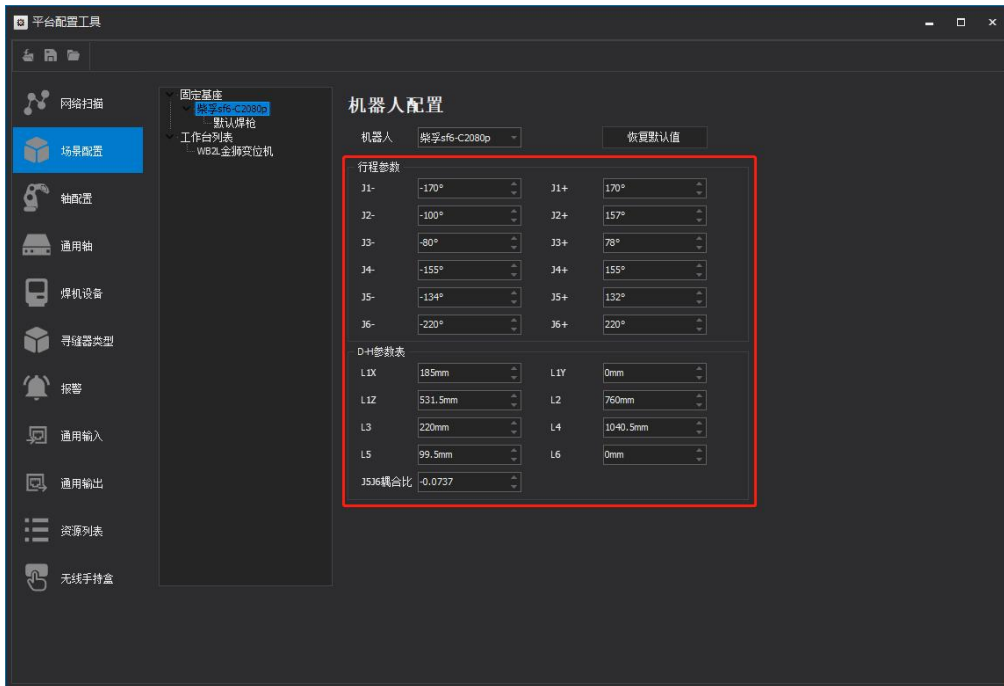 平台配置工具
网络扫描
场景配置
轴配置
通用轴
焊机设备
寻缝器类型
报警
通用输入
通用输出
资源列表
无线手持盒
固定基座
柴孚sf6-C2080p
默认焊枪
工作台列表
WB2L金狮变位机
机器人配置
机器人 柴孚sf6-C2080p 恢复默认值
行程参数
J1- -170° J1+ 170°
J2- -100° J2+ 157°
J3- -80° J3+ 78°
J4- -155° J4+ 155°
J5- -134° J5+ 132°
J6- -220° J6+ 220°
D-H参数表
L1X 185mm L1Y 0mm
L1Z 531.5mm L2 760mm
L3 220mm L4 1040.5mm
L5 99.5mm L6 0mm
J5J6耦合比 -0.0737